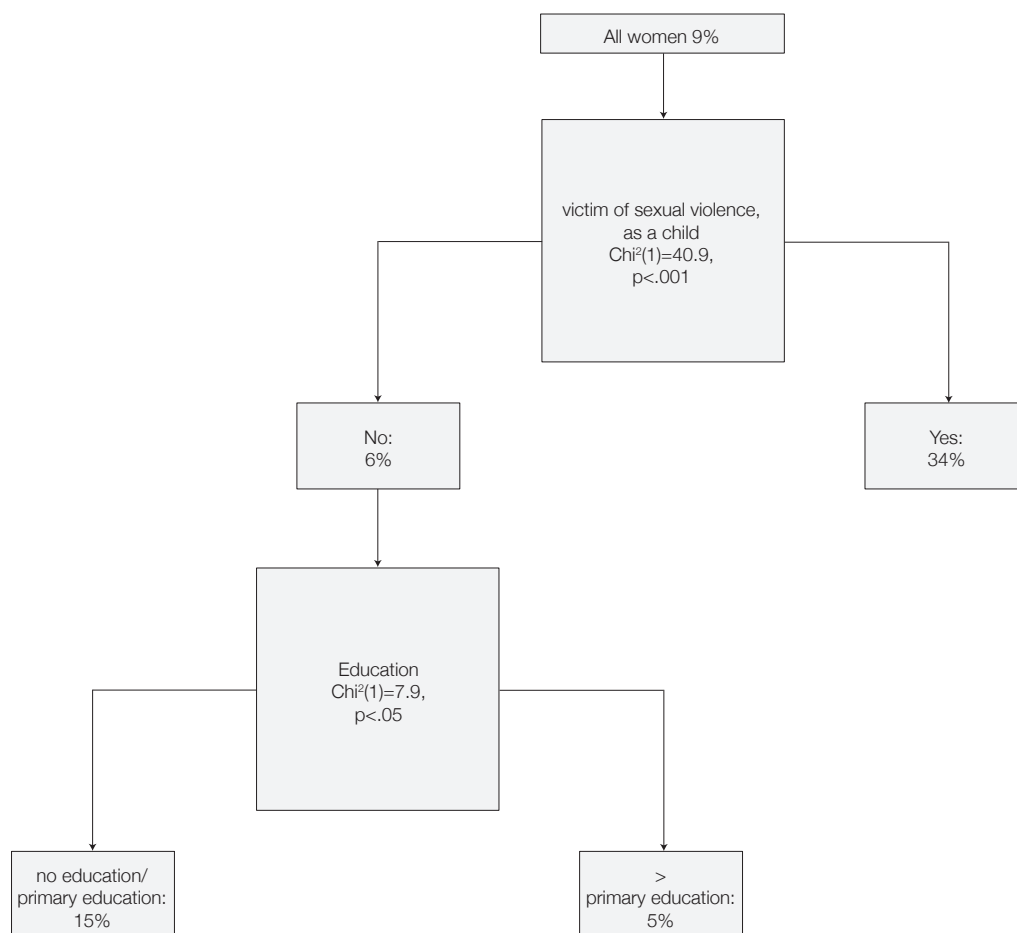 All women 9%
victim of sexual violence,
as a child
Chi²(1)=40.9,
p<.001
No:
6%
Yes:
34%
Education
Chi²(1)=7.9,
p<.05
no education/
primary education:
15%
>
primary education:
5%